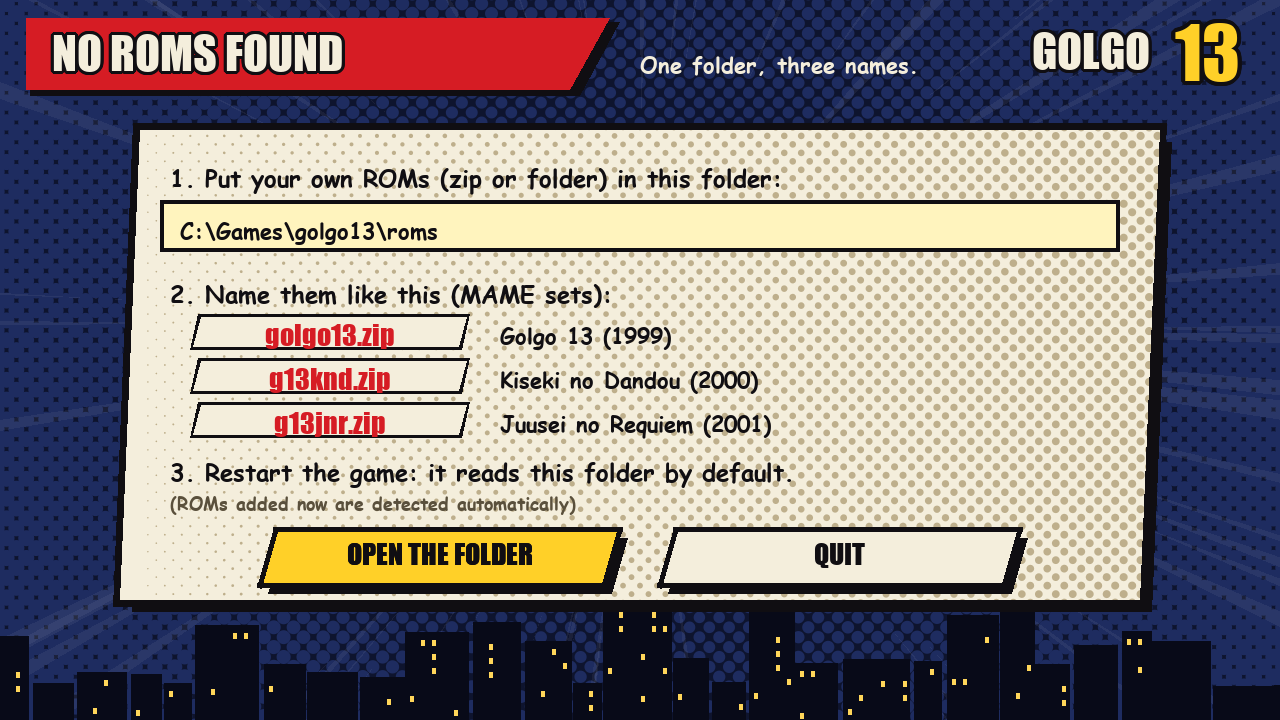 NO ROMS FOUND
One folder, three names.
GOLGO 13
1. Put your own ROMs (zip or folder) in this folder:
C:\Games\golgo13\roms
2. Name them like this (MAME sets):
golgo13.zip Golgo 13 (1999)
g13knd.zip Kiseki no Dandou (2000)
g13jnr.zip Juusei no Requiem (2001)
3. Restart the game: it reads this folder by default.
(ROMs added now are detected automatically)
OPEN THE FOLDER QUIT